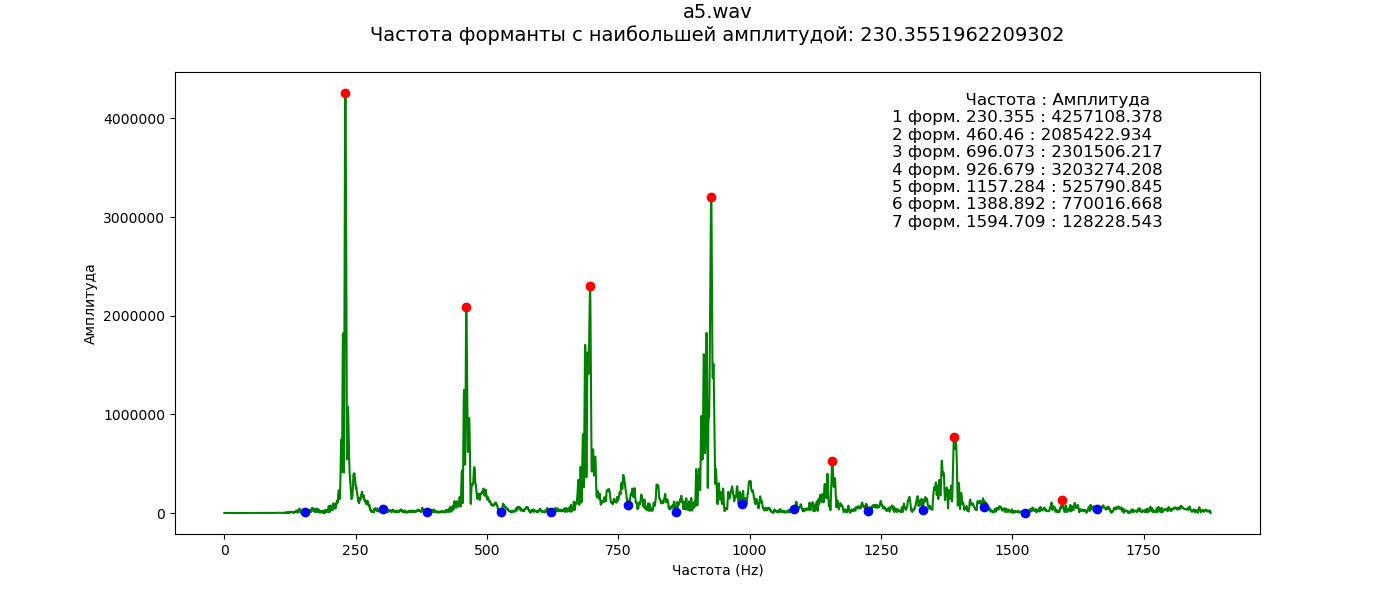 a5.wav
Частота форманты с наибольшей амплитудой: 230.3551962209302
Частота : Амплитуда
1 форм. 230.355 : 4257108.378
2 форм. 460.46 : 2085422.934
3 форм. 696.073 : 2301506.217
4 форм. 926.679 : 3203274.208
5 форм. 1157.284 : 525790.845
6 форм. 1388.892 : 770016.668
7 форм. 1594.709 : 128228.543
4000000
3000000
2000000
1000000
0
Амплитуда
0 250 500 750 1000 1250 1500 1750
Частота (Hz)